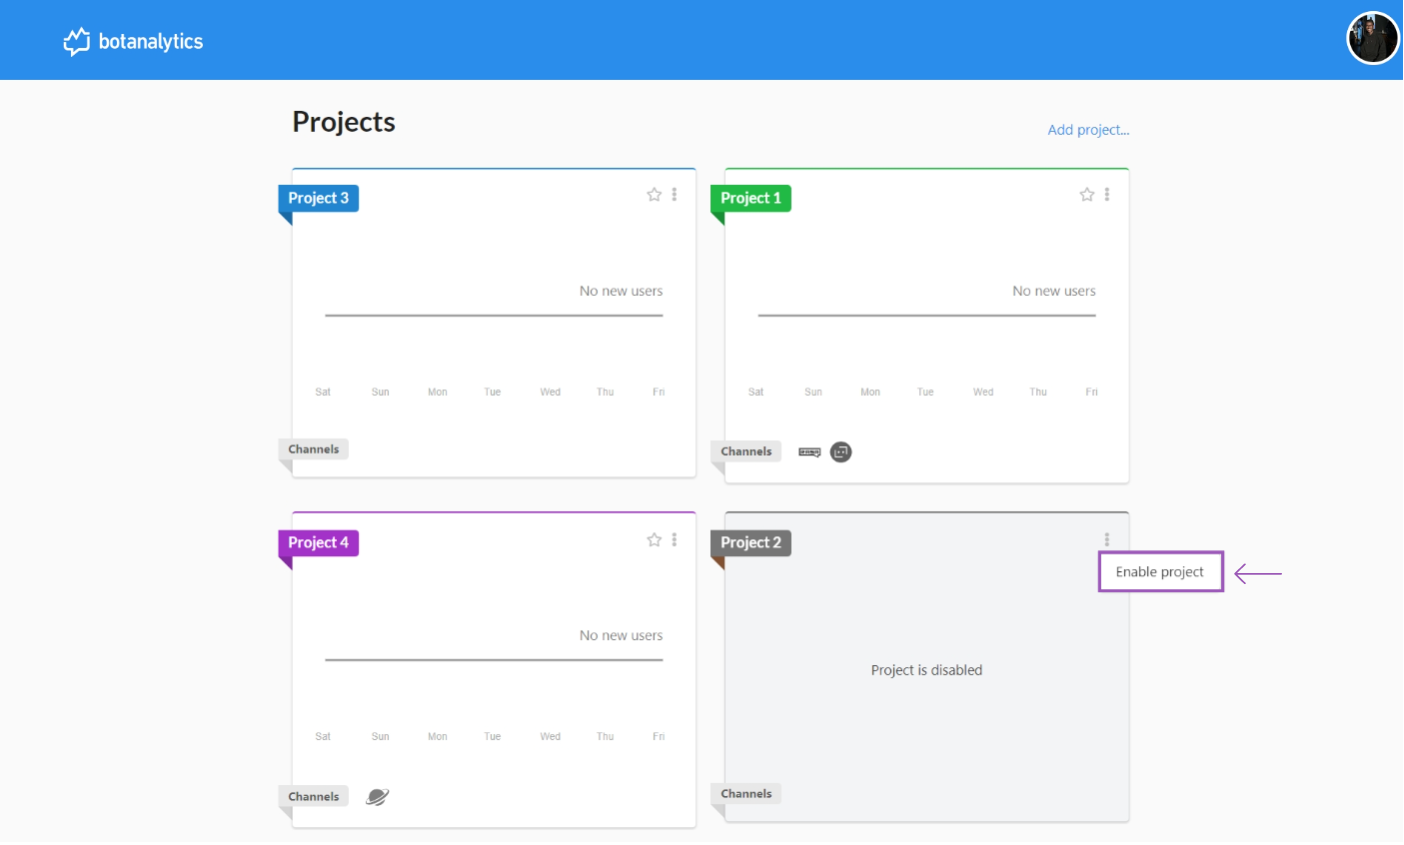 botanalytics
Projects
Add project...
Project 3
No new users
Sat Sun Mon Tue Wed Thu Fri
Channels
Project 1
No new users
Sat Sun Mon Tue Wed Thu Fri
Channels
Project 4
No new users
Sat Sun Mon Tue Wed Thu Fri
Channels
Project 2
Enable project
Project is disabled
Channels